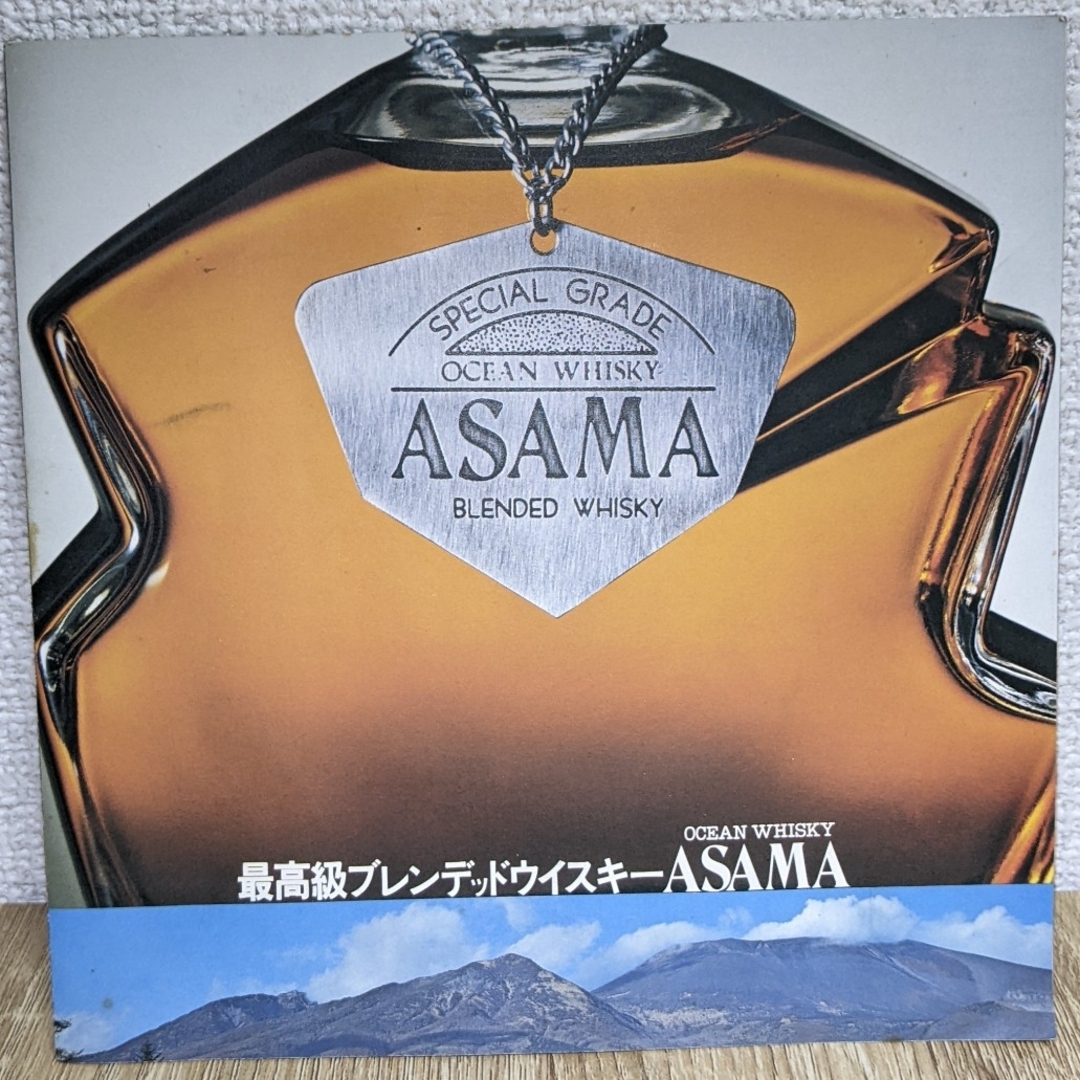 SPECIAL GRADE
OCEAN WHISKY
ASAMA
BLENDED WHISKY
OCEAN WHISKY
最高級ブレンデッドウイスキーASAMA